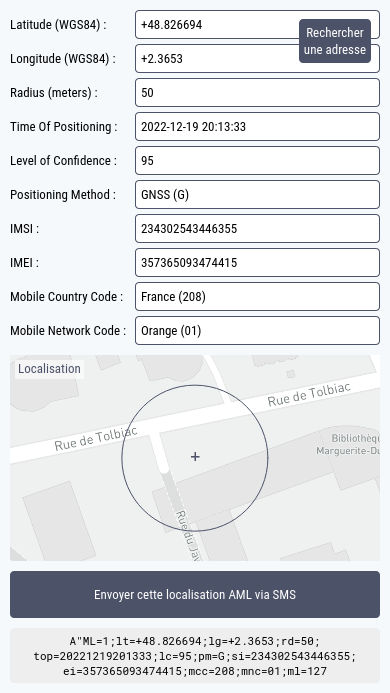 Latitude (WGS84) :
+48.826694
Rechercher
une adresse
Longitude (WGS84) :
+2.3653
Radius (meters) :
50
Time Of Positioning :
2022-12-19 20:13:33
Level of Confidence :
95
Positioning Method :
GNSS (G)
IMSI :
234302543446355
IMEI :
357365093474415
Mobile Country Code :
France (208)
Mobile Network Code :
Orange (01)
Localisation
Rue de Tolbiac
Rue de Tolbiac
Bibliothèqu
Marguerite-Du
Rue du Jav
Envoyer cette localisation AML via SMS
A"ML=1;lt=+48.826694;lg=+2.3653;rd=50;
top=20221219201333;lc=95;pm=G;si=234302543446355;
ei=357365093474415;mcc=208;mnc=01;ml=127